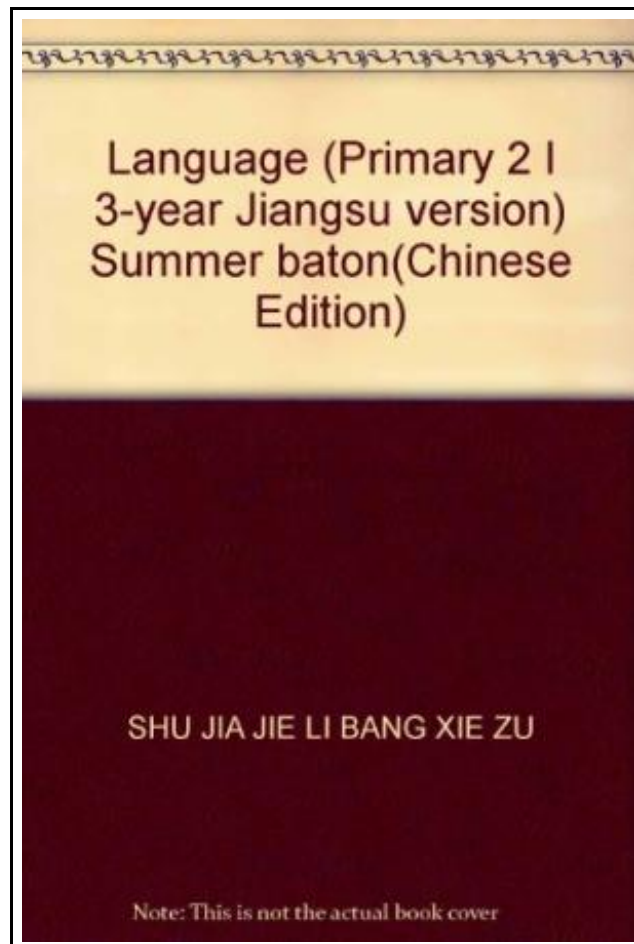 Language (Primary 2 l
3-year Jiangsu version)
Summer baton(Chinese
Edition)
SHU JIA JIE LI BANG XIE ZU
Note: This is not the actual book cover